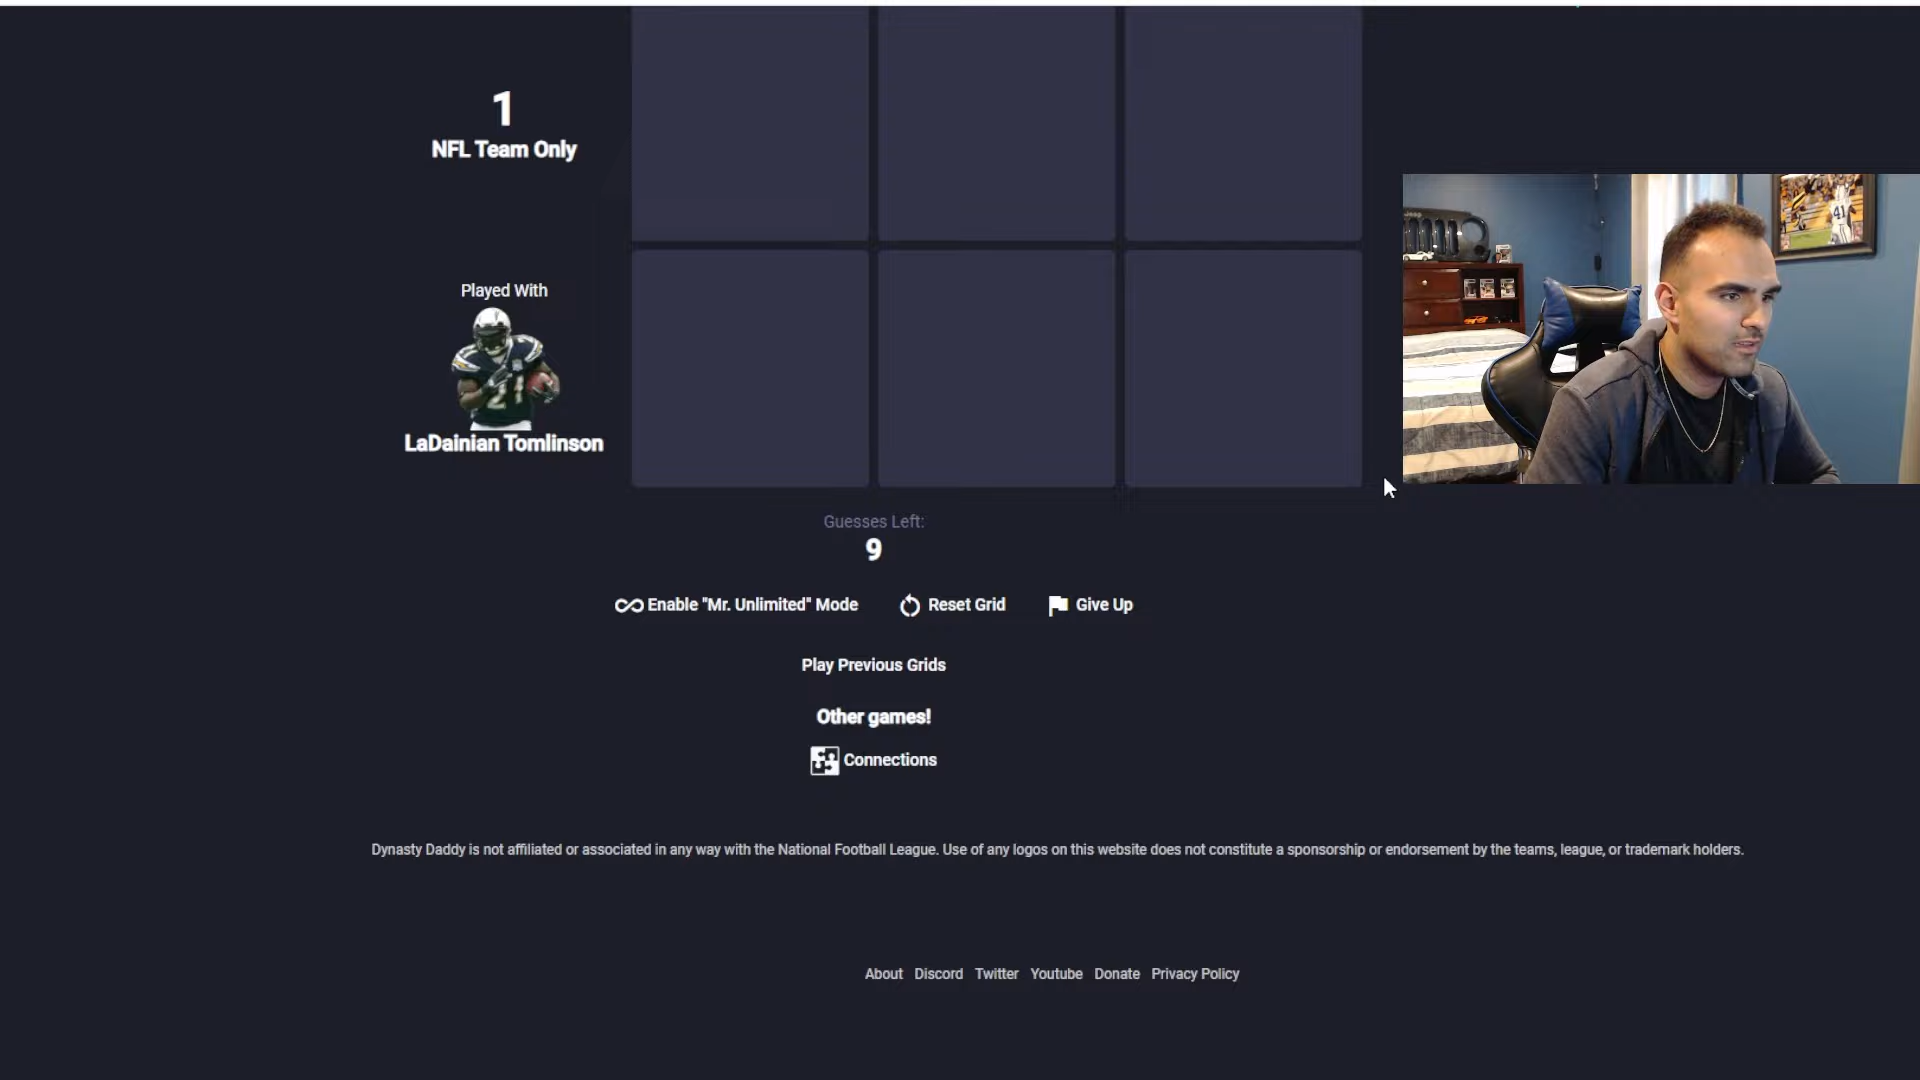 1
NFL Team Only
Played With
21
LaDainian Tomlinson
41
Guesses Left:
9
Enable "Mr. Unlimited" Mode
Reset Grid
Give Up
Play Previous Grids
Other games!
Connections
Dynasty Daddy is not affiliated or associated in any way with the National Football League. Use of any logos on this website does not constitute a sponsorship or endorsement by the teams, league, or trademark holders.
About Discord Twitter Youtube Donate Privacy Policy